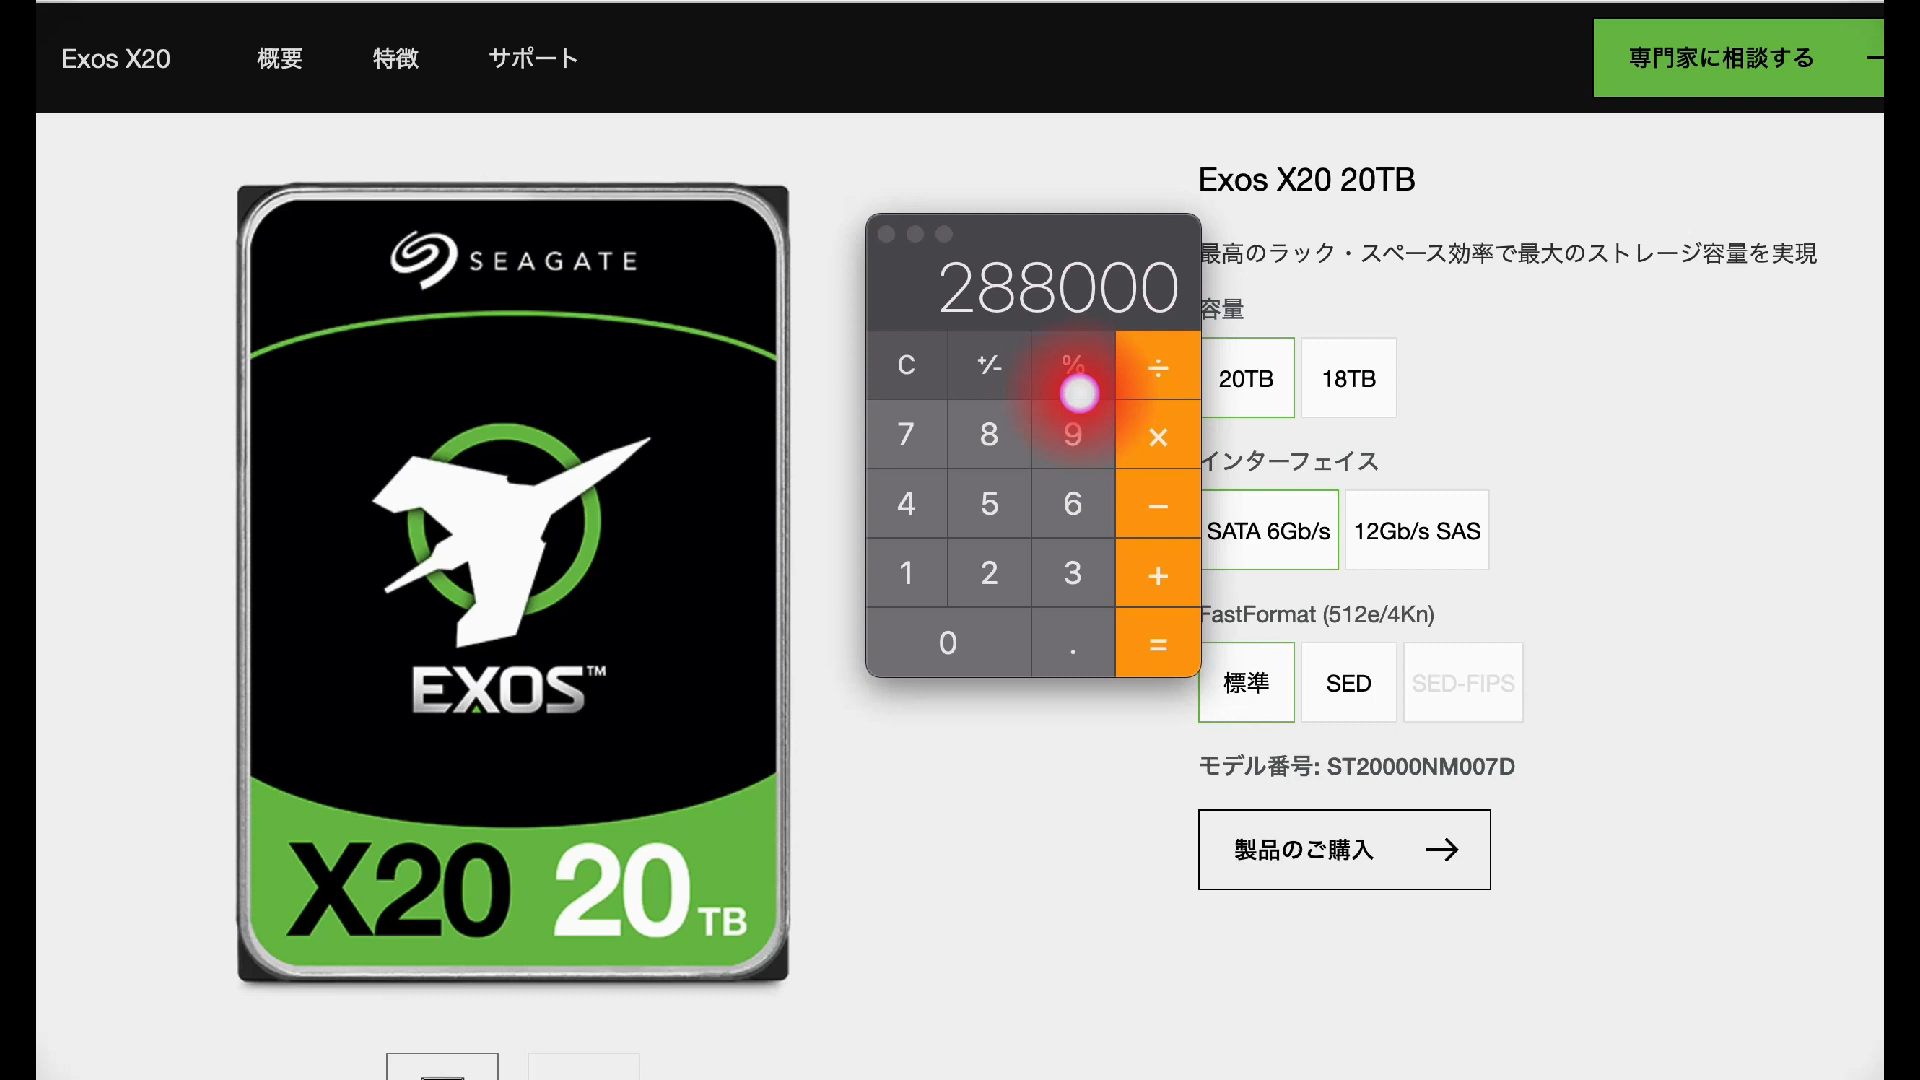 Exos X20
概要
特徴
サポート
専門家に相談する
SEAGATE
EXOS™
X20 20TB
288000
C +/- % ÷
7 8 9 ×
4 5 6 −
1 2 3 +
0 . =
Exos X20 20TB
最高のラック・スペース効率で最大のストレージ容量を実現
容量
20TB 18TB
インターフェイス
SATA 6Gb/s 12Gb/s SAS
FastFormat (512e/4Kn)
標準 SED SED-FIPS
モデル番号: ST20000NM007D
製品のご購入 →